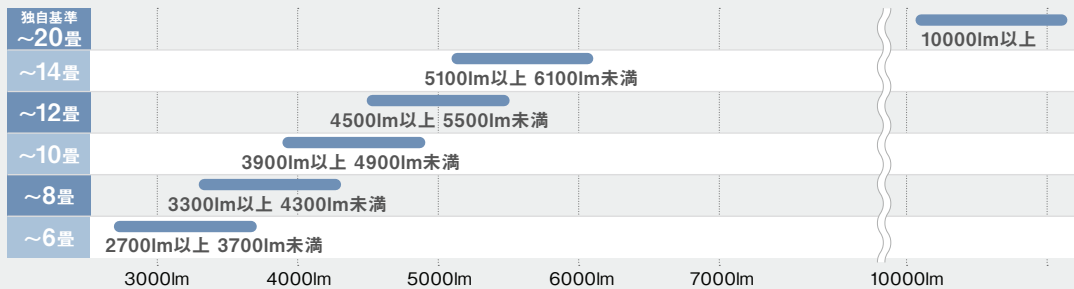 独自基準
～20畳
10000lm以上
～14畳
5100lm以上 6100lm未満
～12畳
4500lm以上 5500lm未満
～10畳
3900lm以上 4900lm未満
～8畳
3300lm以上 4300lm未満
～6畳
2700lm以上 3700lm未満
3000lm 4000lm 5000lm 6000lm 7000lm 10000lm